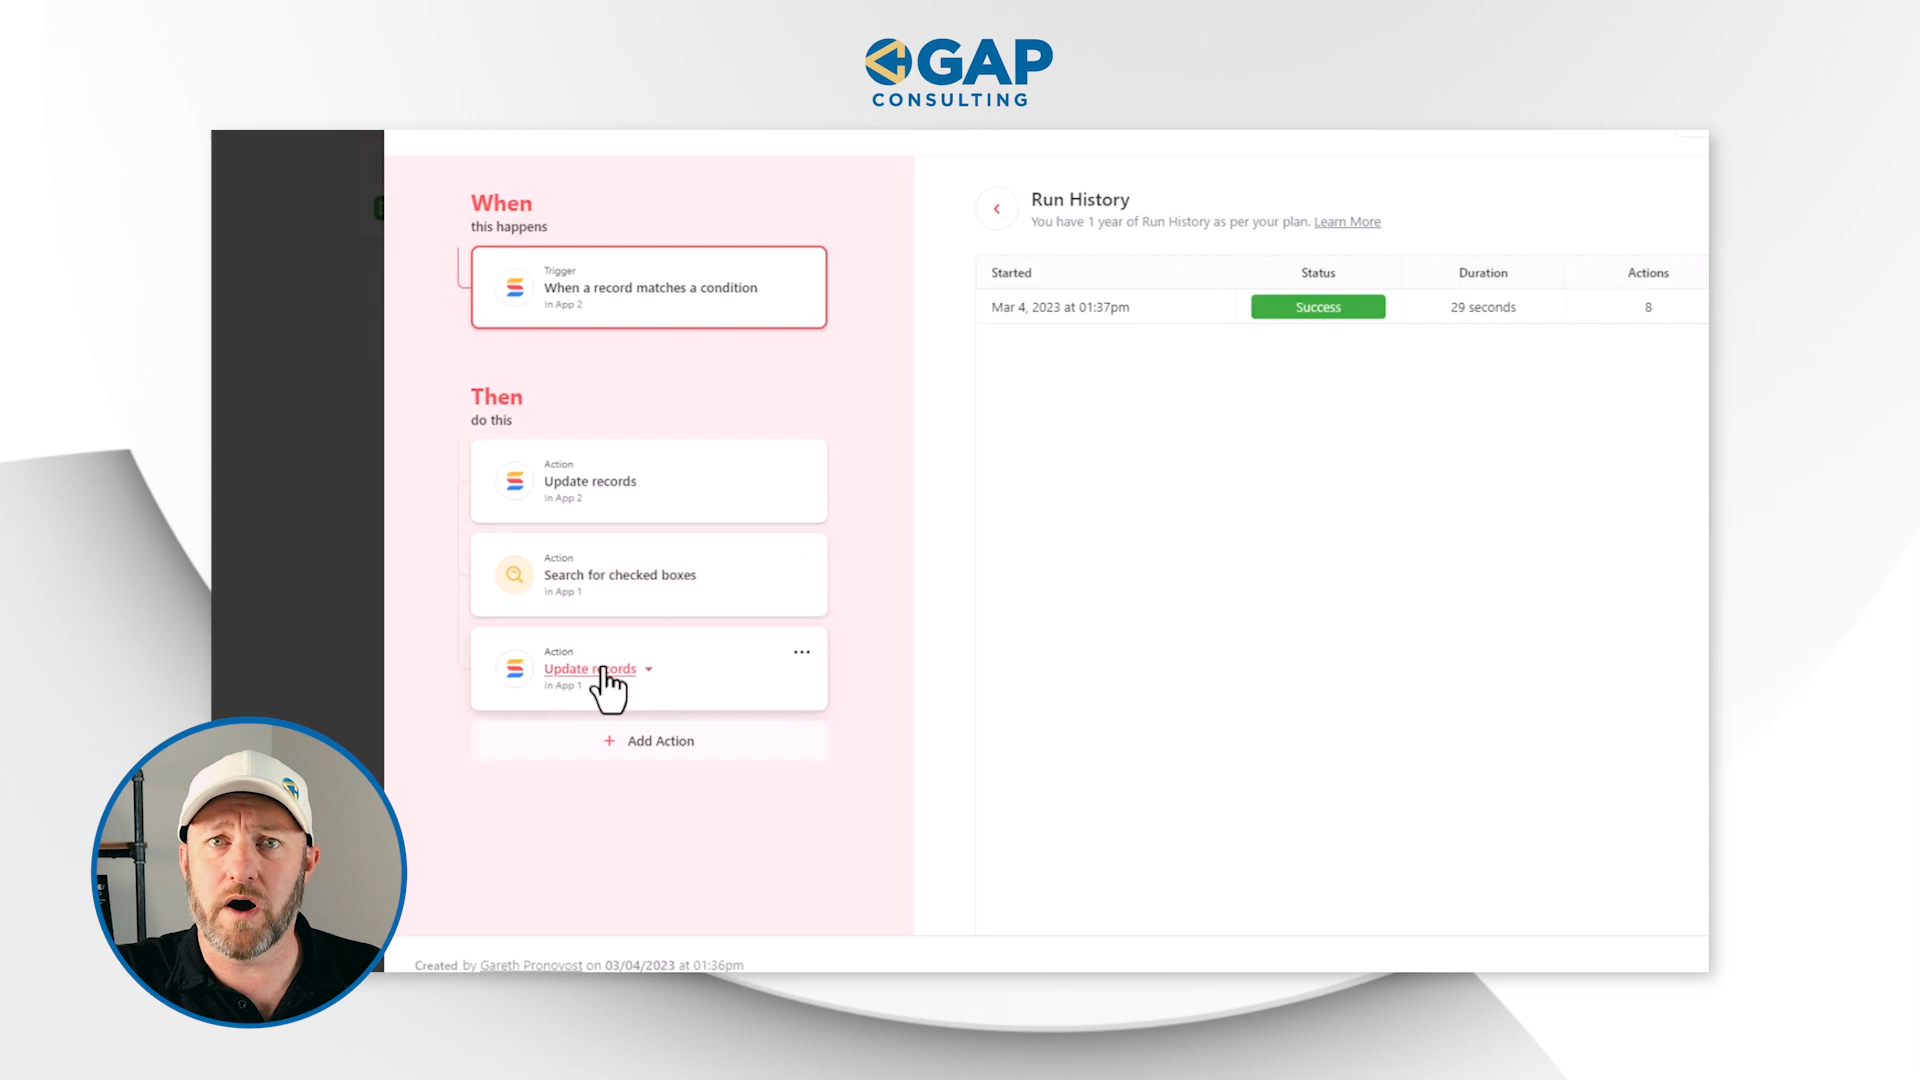 GAP
CONSULTING
When
this happens
Trigger
When a record matches a condition
In App 2
Then
do this
Action
Update records
In App 2
Action
Search for checked boxes
In App 1
Action
Update records
In App 1
+ Add Action
Created by Gareth Pronovost on 03/04/2023 at 01:36pm
Run History
You have 1 year of Run History as per your plan. Learn More
Started Status Duration Actions
Mar 4, 2023 at 01:37pm Success 29 seconds 8